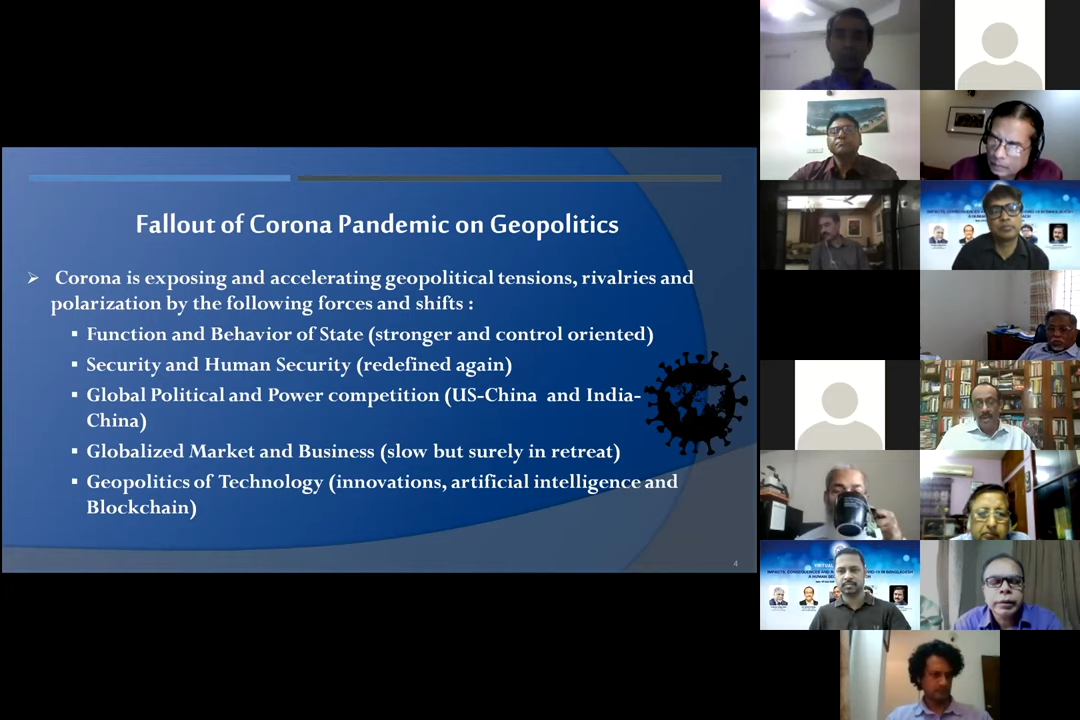 Fallout of Corona Pandemic on Geopolitics
➢ Corona is exposing and accelerating geopolitical tensions, rivalries and
polarization by the following forces and shifts :
▪ Function and Behavior of State (stronger and control oriented)
▪ Security and Human Security (redefined again)
▪ Global Political and Power competition (US-China and India-
China)
▪ Globalized Market and Business (slow but surely in retreat)
▪ Geopolitics of Technology (innovations, artificial intelligence and
Blockchain)
4